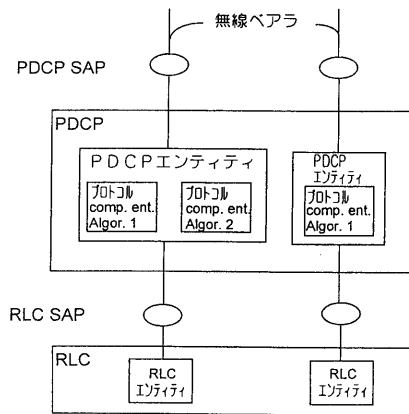 無線ベアラ
PDCP SAP
PDCP
PDCPエンティティ
プロトコル
comp. ent.
Algor. 1
プロトコル
comp. ent.
Algor. 2
PDCP
エンティティ
プロトコル
comp. ent.
Algor. 1
RLC SAP
RLC
RLC
エンティティ
RLC
エンティティ